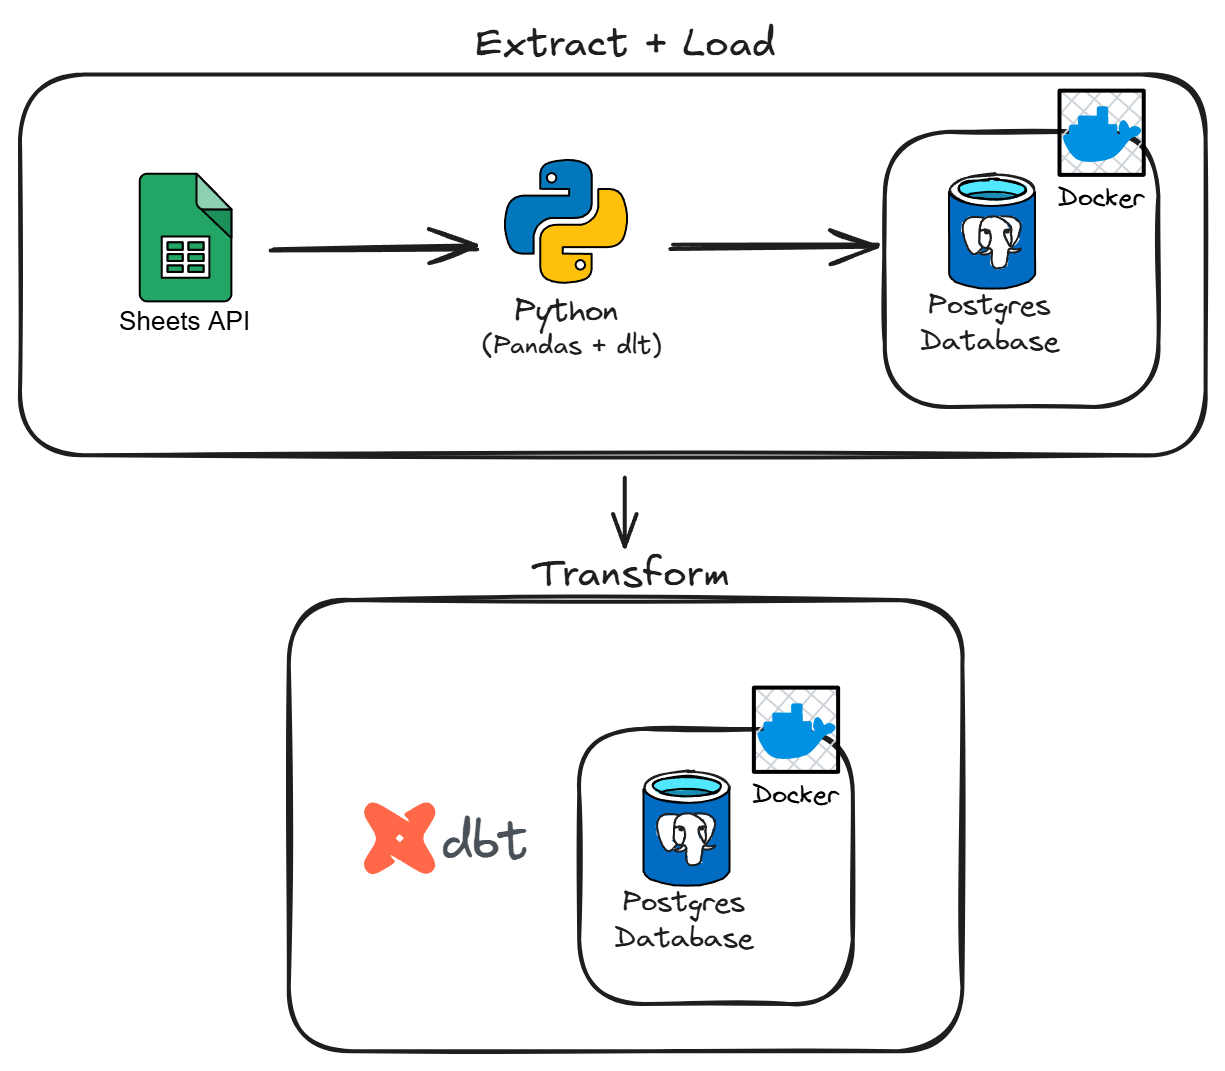 Extract + Load
Docker
Sheets API
Python
(Pandas + dlt)
Postgres
Database
Transform
Docker
dbt
Postgres
Database